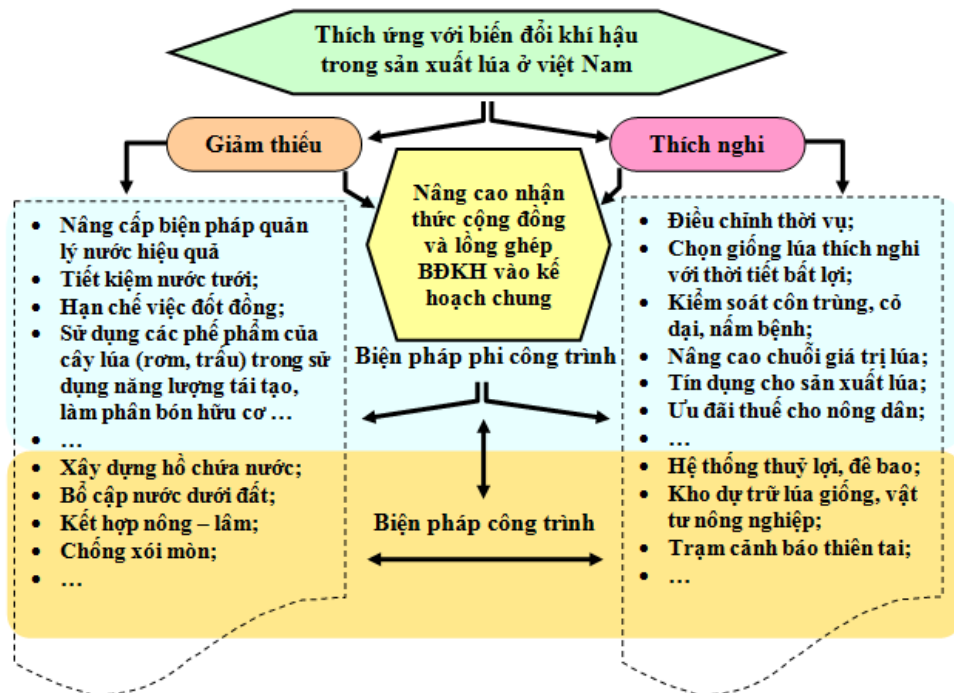 Thích ứng với biến đổi khí hậu
trong sản xuất lúa ở việt Nam
Giảm thiếu
Thích nghi
Nâng cao nhận
thức cộng đồng
và lồng ghép
BĐKH vào kế
hoạch chung
• Nâng cấp biện pháp quản
lý nước hiệu quả
• Tiết kiệm nước tưới;
• Hạn chế việc đốt đồng;
• Sử dụng các phế phẩm của
cây lúa (rơm, trấu) trong sử
dụng năng lượng tái tạo,
làm phân bón hữu cơ …
• …
• Xây dựng hồ chứa nước;
• Bổ cập nước dưới đất;
• Kết hợp nông – lâm;
• Chống xói mòn;
• …
Biện pháp phi công trình
Biện pháp công trình
• Điều chỉnh thời vụ;
• Chọn giống lúa thích nghi
với thời tiết bất lợi;
• Kiểm soát côn trùng, cỏ
dại, nấm bệnh;
• Nâng cao chuỗi giá trị lúa;
• Tín dụng cho sản xuất lúa;
• Ưu đãi thuế cho nông dân;
• …
• Hệ thống thuỷ lợi, đê bao;
• Kho dự trữ lúa giống, vật
tư nông nghiệp;
• Trạm cảnh báo thiên tai;
• …